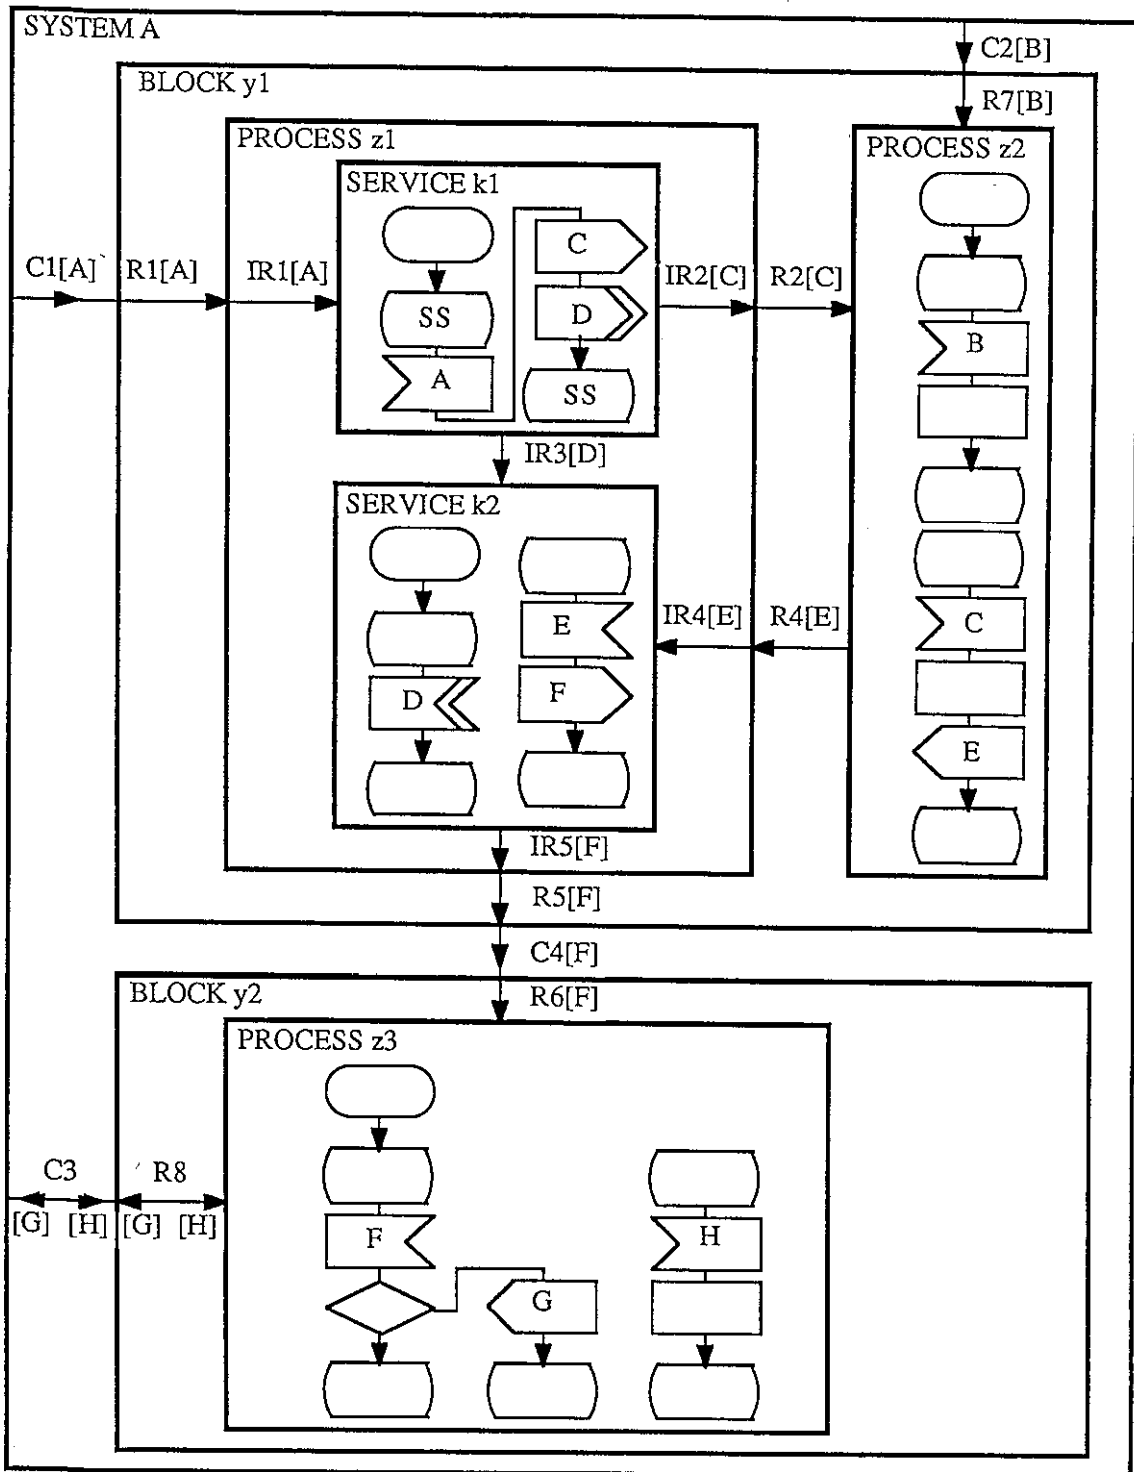 SYSTEM A
C2[B]
BLOCK y1
R7[B]
PROCESS z1
PROCESS z2
SERVICE k1
C
C1[A]
R1[A]
IR1[A]
IR2[C]
R2[C]
SS
D
B
A
SS
IR3[D]
SERVICE k2
E
IR4[E]
R4[E]
C
D
F
E
IR5[F]
R5[F]
C4[F]
BLOCK y2
R6[F]
PROCESS z3
C3
R8
[G] [H] [G] [H]
F
H
G